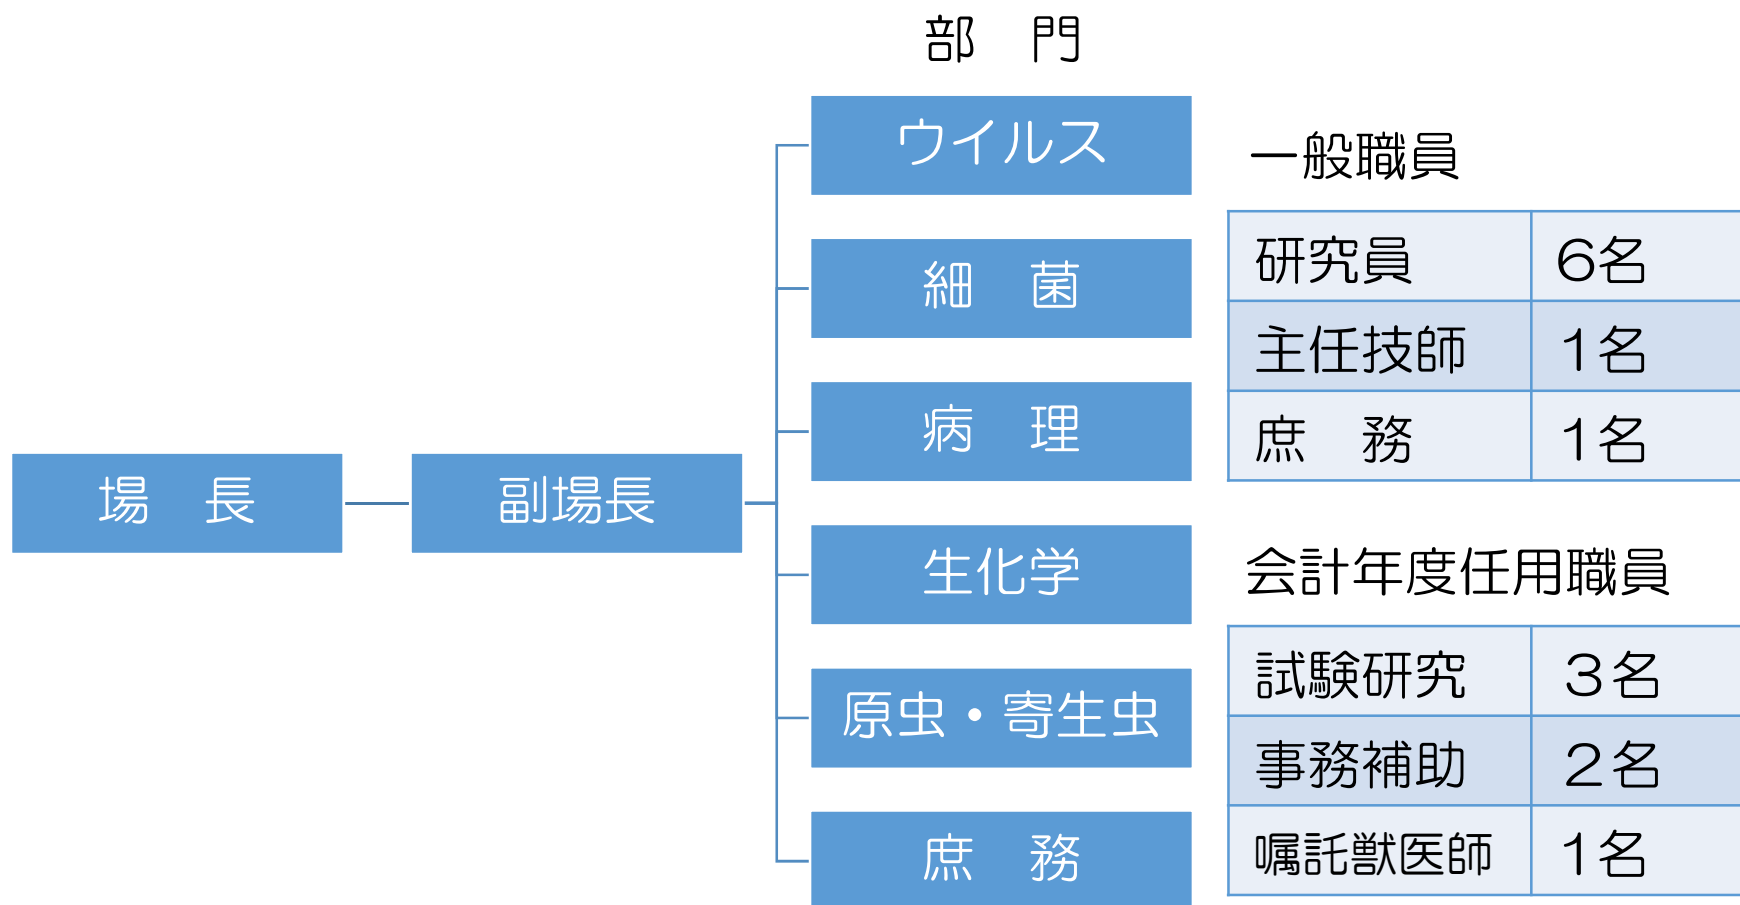 部　門
場　長
副場長
ウイルス
細　菌
病　理
生化学
原虫・寄生虫
庶　務
一般職員
研究員　６名
主任技師　１名
庶　務　１名
会計年度任用職員
試験研究　３名
事務補助　２名
嘱託獣医師　１名